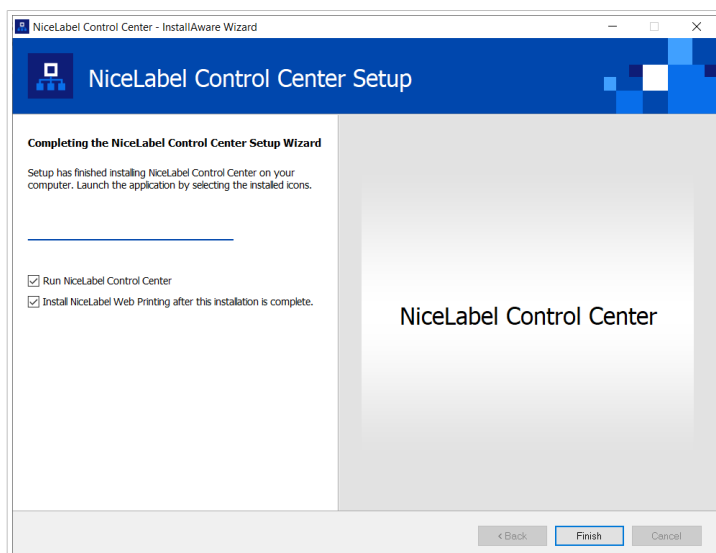 NiceLabel Control Center - InstallAware Wizard
NiceLabel Control Center Setup
Completing the NiceLabel Control Center Setup Wizard
Setup has finished installing NiceLabel Control Center on your
computer. Launch the application by selecting the installed icons.
Run NiceLabel Control Center
Install NiceLabel Web Printing after this installation is complete.
NiceLabel Control Center
< Back
Finish
Cancel